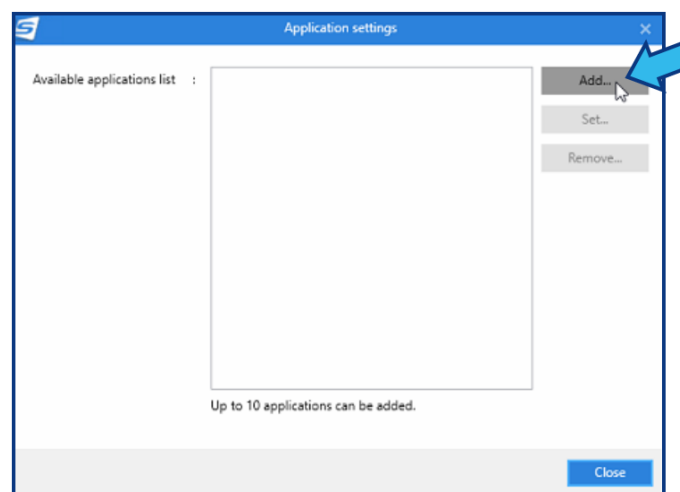 Application settings
Available applications list :
Add...
Set...
Remove...
Up to 10 applications can be added.
Close